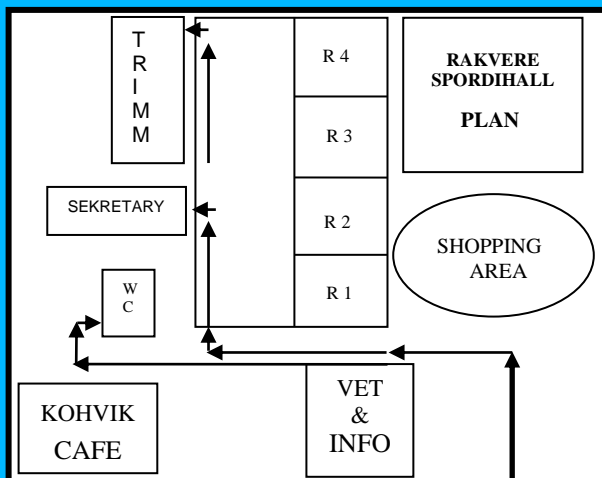 T
R
I
M
M
R 4
RAKVERE
SPORDIHALL
PLAN
R 3
SEKRETARY
R 2
SHOPPING
AREA
W
C
R 1
KOHVIK
CAFE
VET
&
INFO